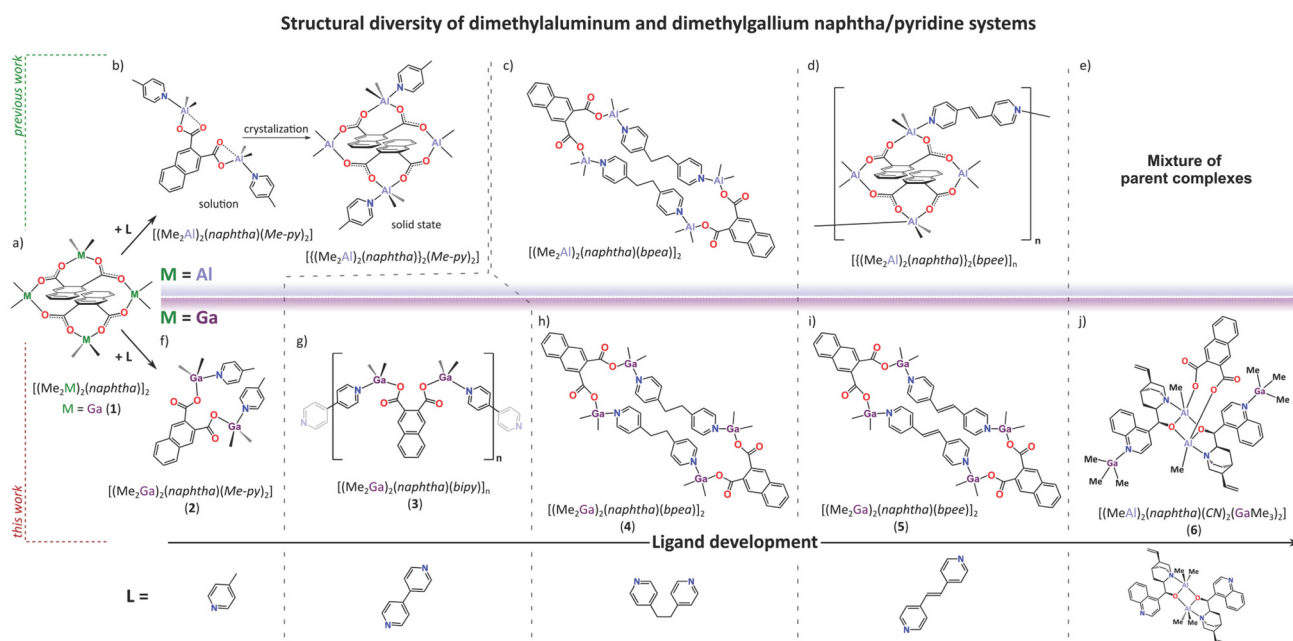 Structural diversity of dimethylaluminum and dimethylgallium naphtha/pyridine systems
previous work
this work
a)
[(Me₂M)₂(naphtha)]₂
M = Ga (1)
+ L
+ L
b)
solution
crystalization
solid state
[(Me₂Al)₂(naphtha)(Me-py)₂]
[{(Me₂Al)₂(naphtha)}₂(Me-py)₂]
c)
[(Me₂Al)₂(naphtha)(bpea)]₂
d)
n
[{(Me₂Al)₂(naphtha)}₂(bpee)]ₙ
e)
Mixture of
parent complexes
M = Al
M = Ga
f)
[(Me₂Ga)₂(naphtha)(Me-py)₂]
(2)
g)
n
[(Me₂Ga)₂(naphtha)(bipy)]ₙ
(3)
h)
[(Me₂Ga)₂(naphtha)(bpea)]₂
(4)
i)
[(Me₂Ga)₂(naphtha)(bpee)]₂
(5)
j)
[(MeAl)₂(naphtha)(CN)₂(GaMe₃)₂]
(6)
Ligand development
L =